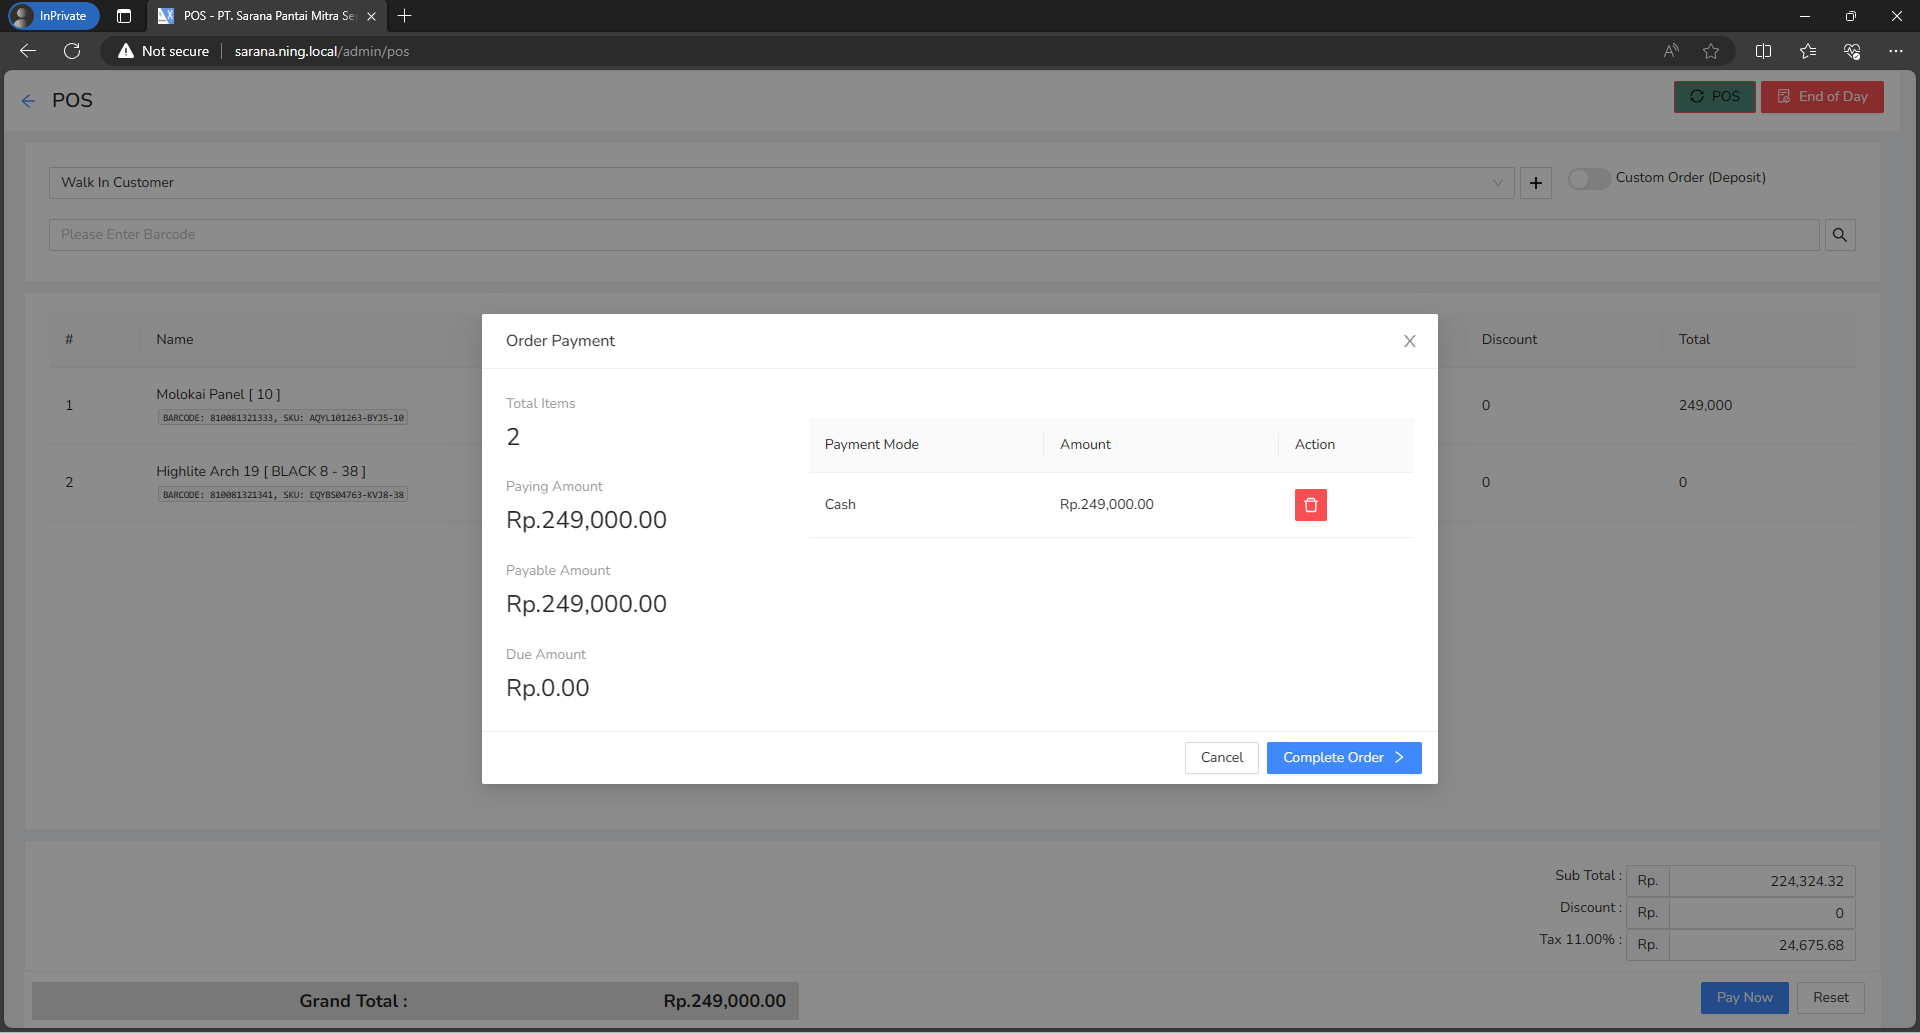 InPrivate
POS - PT. Sarana Pantai Mitra Se
Not secure
sarana.ning.local/admin/pos
POS
POS
End of Day
Walk In Customer
Custom Order (Deposit)
Please Enter Barcode
# Name Discount Total
1 Molokai Panel [ 10 ] 0 249,000
BARCODE: 810081321333, SKU: AQYL101263-BYJ5-10
2 Highlite Arch 19 [ BLACK 8 - 38 ] 0 0
BARCODE: 810081321341, SKU: EQYBS04763-KVJ8-38
Order Payment
Total Items
2
Paying Amount
Rp.249,000.00
Payable Amount
Rp.249,000.00
Due Amount
Rp.0.00
Payment Mode Amount Action
Cash Rp.249,000.00
Cancel
Complete Order
Sub Total : Rp. 224,324.32
Discount : Rp. 0
Tax 11.00% : Rp. 24,675.68
Grand Total : Rp.249,000.00
Pay Now
Reset